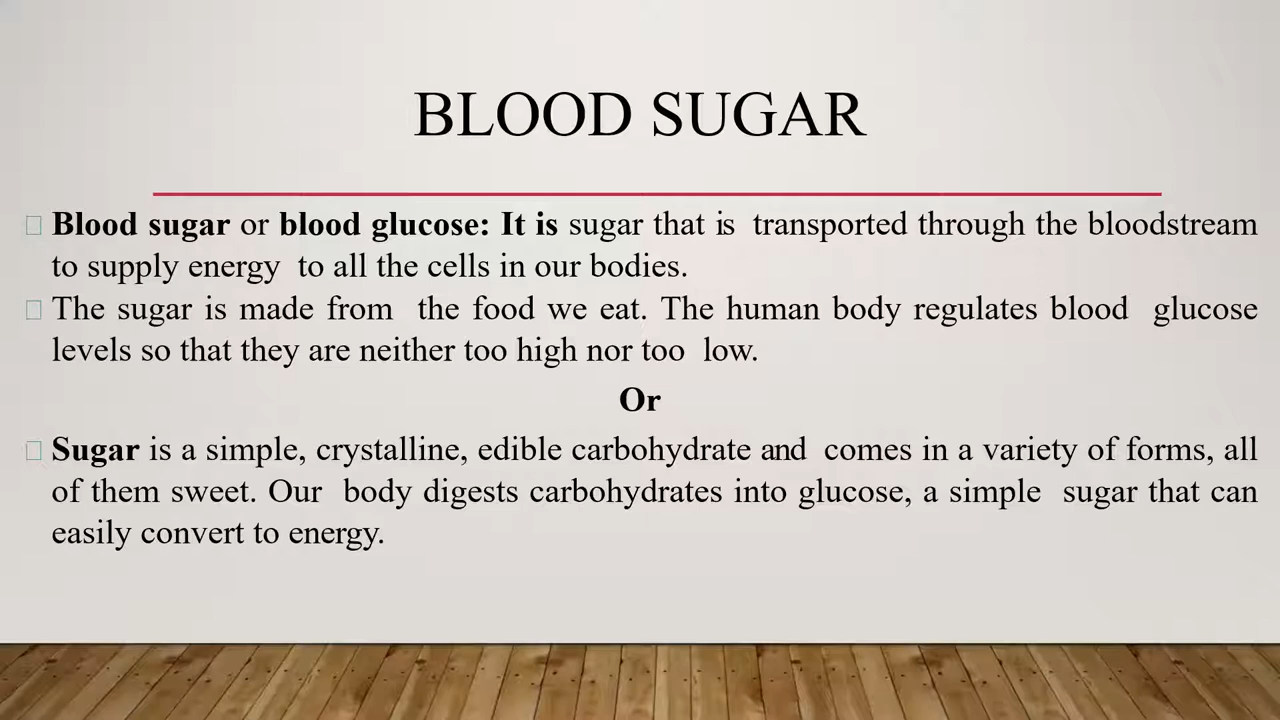 BLOOD SUGAR
Blood sugar or blood glucose: It is sugar that is transported through the bloodstream
to supply energy to all the cells in our bodies.
The sugar is made from the food we eat. The human body regulates blood glucose
levels so that they are neither too high nor too low.
Or
Sugar is a simple, crystalline, edible carbohydrate and comes in a variety of forms, all
of them sweet. Our body digests carbohydrates into glucose, a simple sugar that can
easily convert to energy.